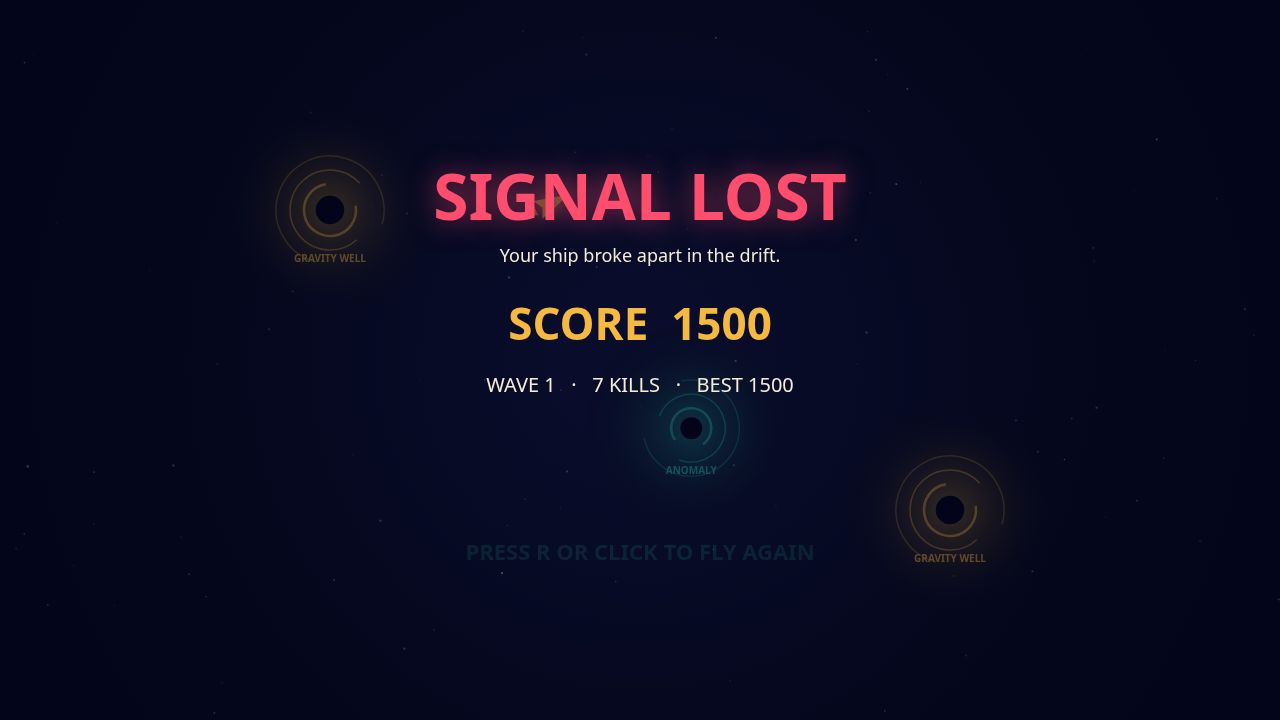 SIGNAL LOST
GRAVITY WELL
Your ship broke apart in the drift.
SCORE 1500
WAVE 1 · 7 KILLS · BEST 1500
ANOMALY
PRESS R OR CLICK TO FLY AGAIN
GRAVITY WELL